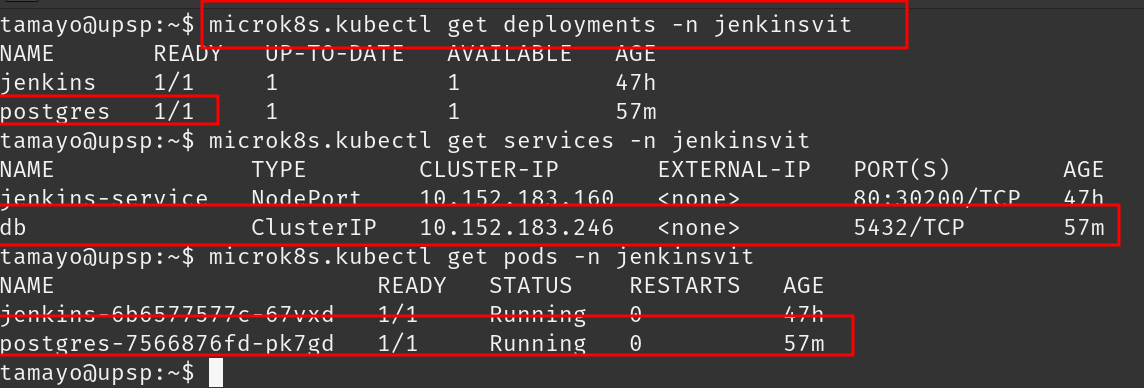 tamayo@upsp:~$ microk8s.kubectl get deployments -n jenkinsvit
NAME READY UP-TO-DATE AVAILABLE AGE
jenkins 1/1 1 1 47h
postgres 1/1 1 1 57m
tamayo@upsp:~$ microk8s.kubectl get services -n jenkinsvit
NAME TYPE CLUSTER-IP EXTERNAL-IP PORT(S) AGE
jenkins-service NodePort 10.152.183.160 <none> 80:30200/TCP 47h
db ClusterIP 10.152.183.246 <none> 5432/TCP 57m
tamayo@upsp:~$ microk8s.kubectl get pods -n jenkinsvit
NAME READY STATUS RESTARTS AGE
jenkins-6b6577577c-67vxd 1/1 Running 0 47h
postgres-7566876fd-pk7gd 1/1 Running 0 57m
tamayo@upsp:~$